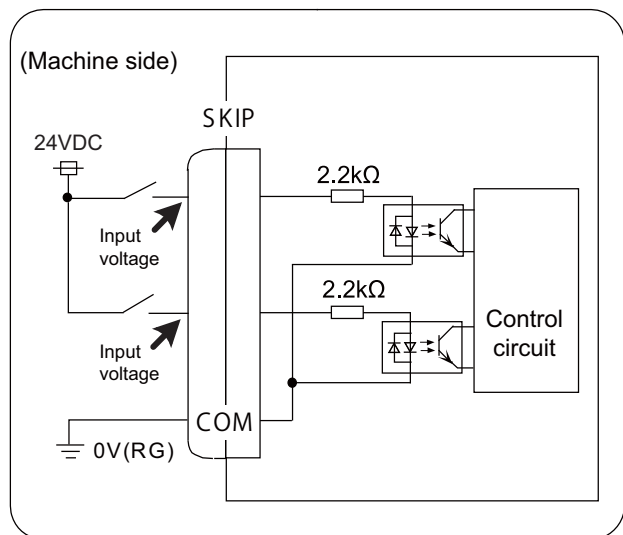 (Machine side)
SKIP
24VDC
2.2kΩ
Input
voltage
2.2kΩ
Input
voltage
Control
circuit
COM
0V(RG)